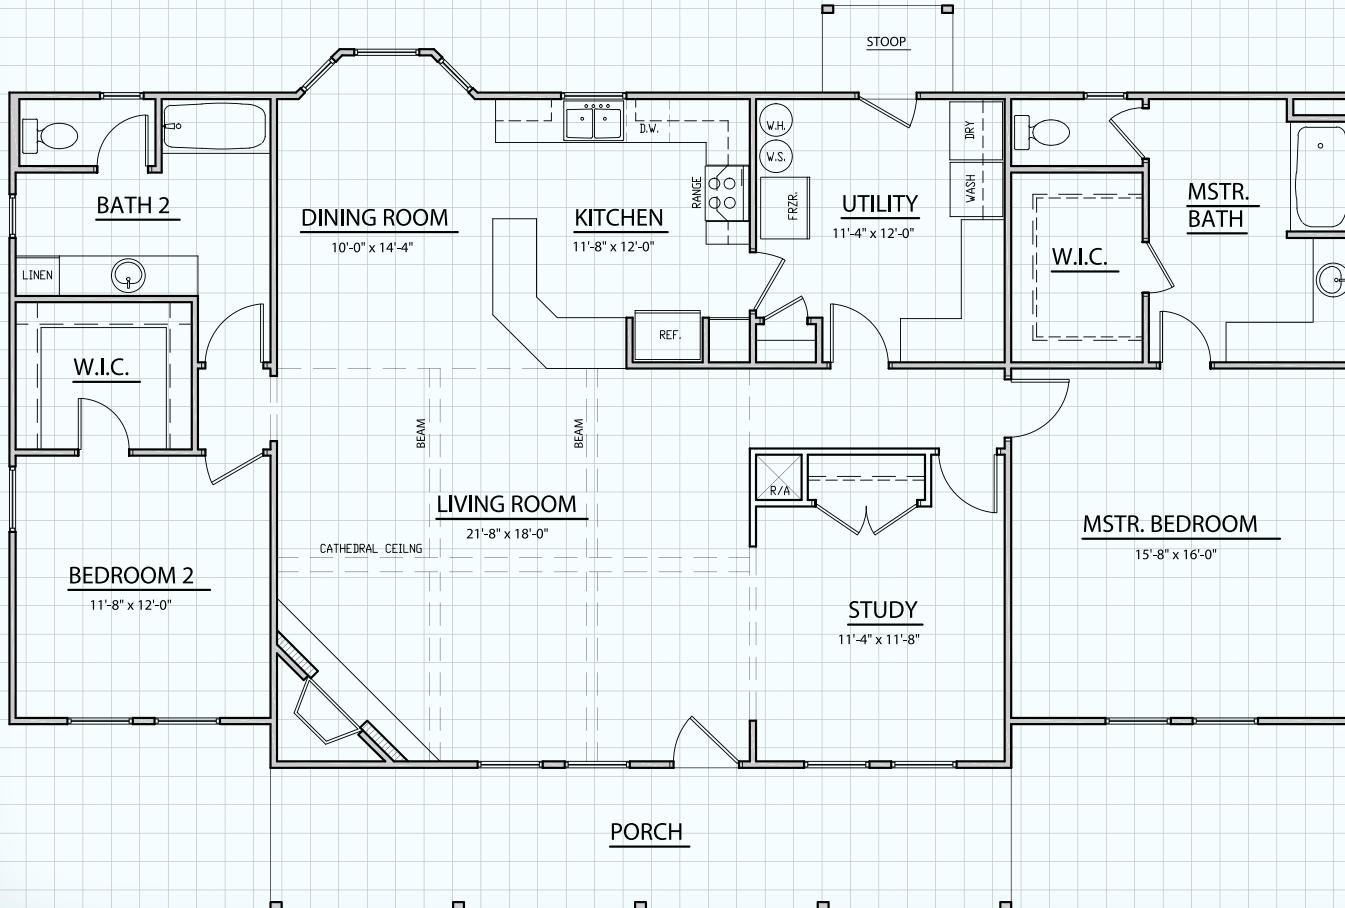 STOOP
D.W.
W.H.
W.S.
DRY
WASH
FRZR.
RANGE
BATH 2
DINING ROOM
10'-0" x 14'-4"
KITCHEN
11'-8" x 12'-0"
UTILITY
11'-4" x 12'-0"
MSTR.
BATH
W.I.C.
LINEN
REF.
W.I.C.
BEAM
BEAM
LIVING ROOM
21'-8" x 18'-0"
R/A
CATHEDRAL CEILNG
MSTR. BEDROOM
15'-8" x 16'-0"
BEDROOM 2
11'-8" x 12'-0"
STUDY
11'-4" x 11'-8"
PORCH